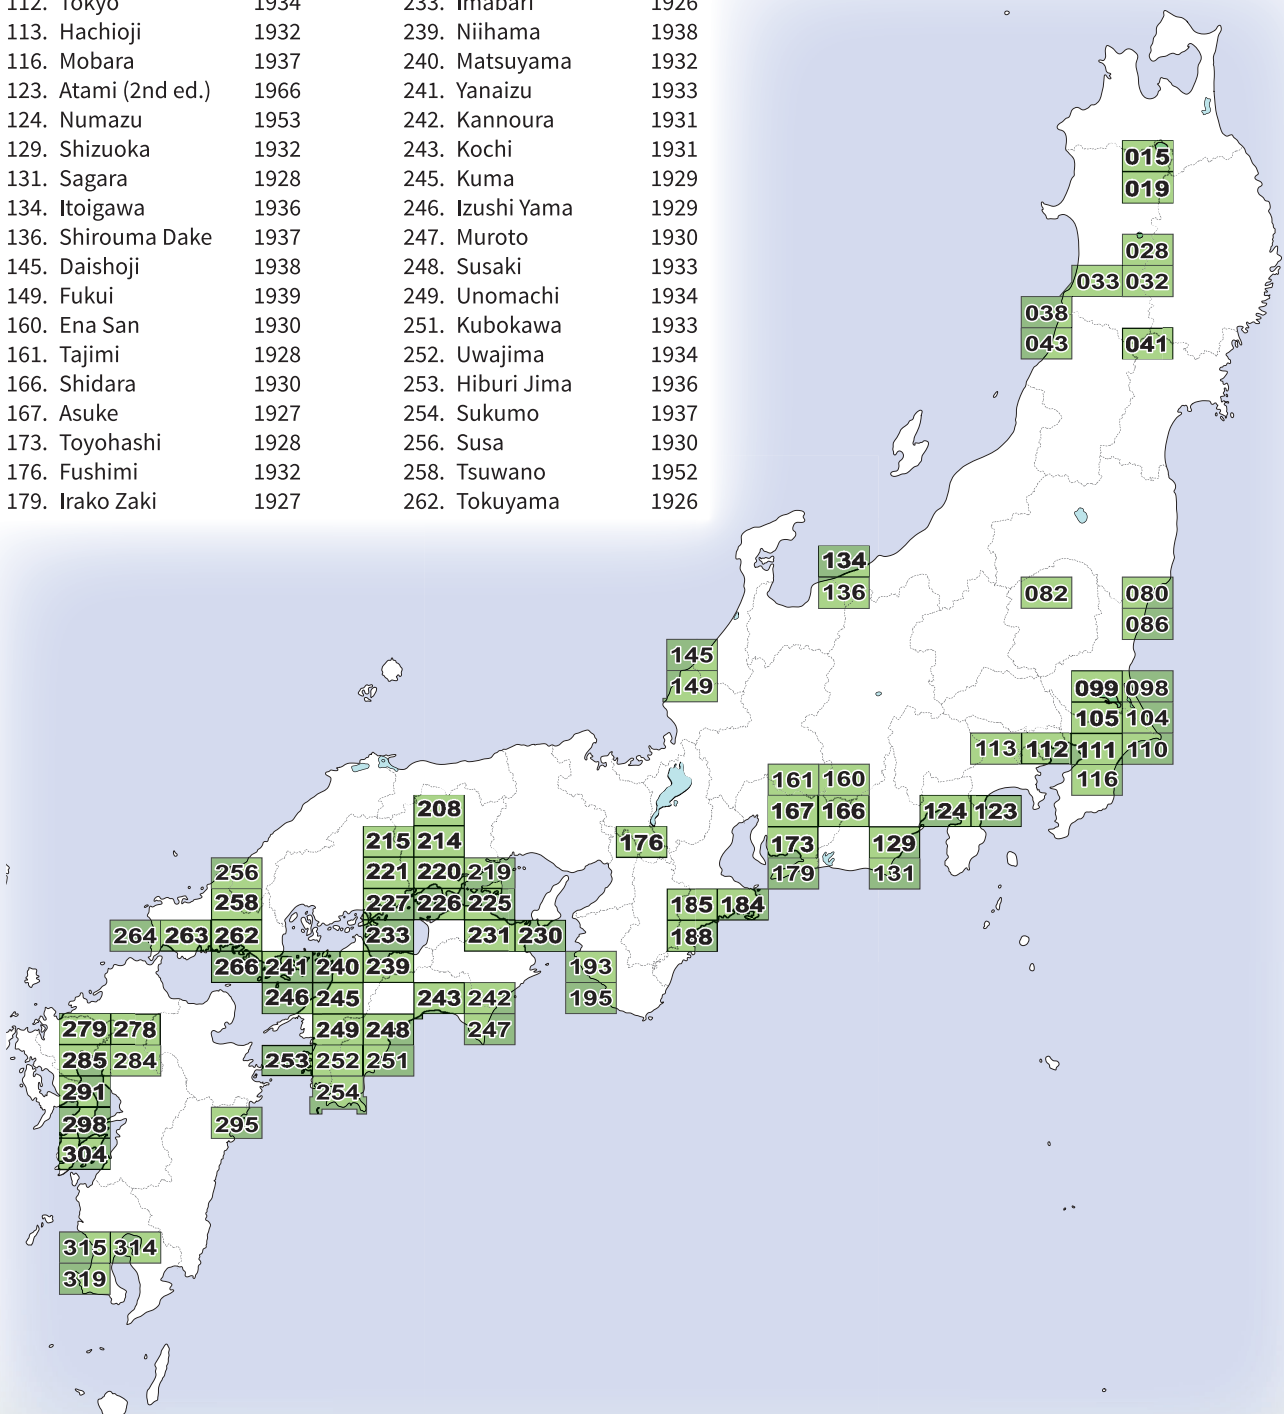 112. Tokyo 1934 233. Imabari 1926
113. Hachioji 1932 239. Niihama 1938
116. Mobara 1937 240. Matsuyama 1932
123. Atami (2nd ed.) 1966 241. Yanaizu 1933
124. Numazu 1953 242. Kannoura 1931
129. Shizuoka 1932 243. Kochi 1931
131. Sagara 1928 245. Kuma 1929
134. Itoigawa 1936 246. Izushi Yama 1929
136. Shirouma Dake 1937 247. Muroto 1930
145. Daishoji 1938 248. Susaki 1933
149. Fukui 1939 249. Unomachi 1934
160. Ena San 1930 251. Kubokawa 1933
161. Tajimi 1928 252. Uwajima 1934
166. Shidara 1930 253. Hiburi Jima 1936
167. Asuke 1927 254. Sukumo 1937
173. Toyohashi 1928 256. Susa 1930
176. Fushimi 1932 258. Tsuwano 1952
179. Irako Zaki 1927 262. Tokuyama 1926
015
019
028
033 032
038
043 041
134
136 082 080
086
145
149 099 098
105 104
113 112 111 110
161 160 116
208 167 166 124 123
215 214 176 173 129
256 221 220 219 179 131
258 227 226 225 185 184
264 263 262 233 231 230 188
266 241 240 239 193
246 245 243 242 195
279 278 249 248 247
285 284 253 252 251
291 254
298 295
304
315 314
319